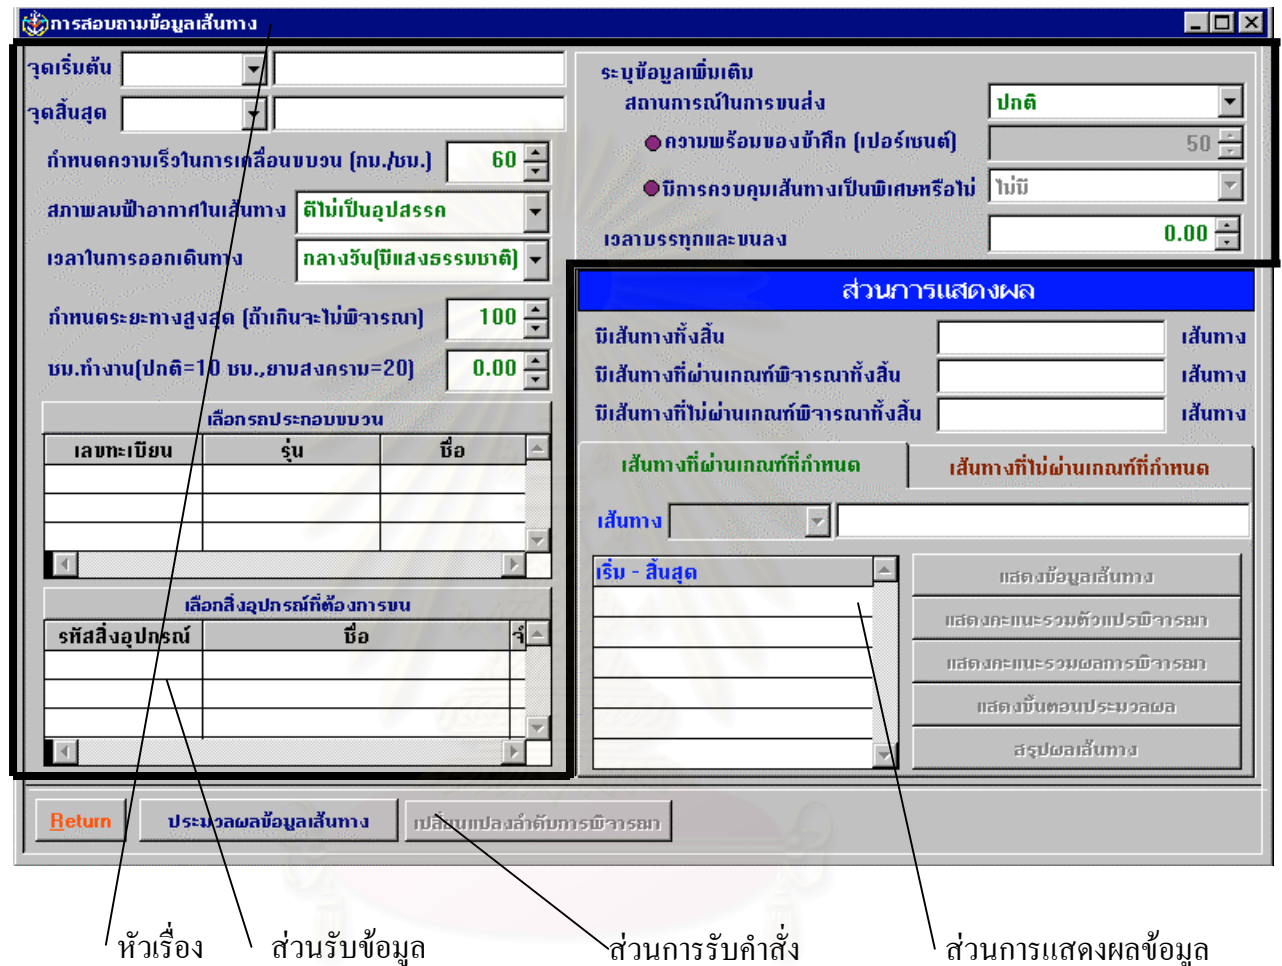 การสอบถามข้อมูลเส้นทาง
จุดเริ่มต้น
จุดสิ้นสุด
กำหนดความเร็วในการเคลื่อนขบวน (กม./ชม.) 60
สภาพลมฟ้าอากาศในเส้นทาง ดีไม่เป็นอุปสรรค
เวลาในการออกเดินทาง กลางวัน(มีแสงธรรมชาติ)
กำหนดระยะทางสูงสุด (ถ้าเกินจะไม่พิจารณา) 100
ชม.ทำงาน(ปกติ=10 ชม.,ยามสงคราม=20) 0.00
เลือกรถประกอบขบวน
เลขทะเบียน รุ่น ชื่อ
เลือกสิ่งอุปกรณ์ที่ต้องการขน
รหัสสิ่งอุปกรณ์ ชื่อ จำ
ระบุข้อมูลเพิ่มเติม
สถานการณ์ในการขนส่ง ปกติ
ความพร้อมของข้าศึก (เปอร์เซนต์) 50
มีการควบคุมเส้นทางเป็นพิเศษหรือไม่ ไม่มี
เวลาบรรทุกและขนลง 0.00
ส่วนการแสดงผล
มีเส้นทางทั้งสิ้น เส้นทาง
มีเส้นทางที่ผ่านเกณฑ์พิจารณาทั้งสิ้น เส้นทาง
มีเส้นทางที่ไม่ผ่านเกณฑ์พิจารณาทั้งสิ้น เส้นทาง
เส้นทางที่ผ่านเกณฑ์ที่กำหนด เส้นทางที่ไม่ผ่านเกณฑ์ที่กำหนด
เส้นทาง
เริ่ม - สิ้นสุด
แสดงข้อมูลเส้นทาง
แสดงคะแนะรวมตัวแปรพิจารณา
แสดงคะแนะรวมผลการพิจารณา
แสดงขั้นตอนประมวลผล
สรุปผลเส้นทาง
Return ประมวลผลข้อมูลเส้นทาง เปลี่ยนแปลงลำดับการพิจารณา
หัวเรื่อง ส่วนรับข้อมูล ส่วนการรับคำสั่ง ส่วนการแสดงผลข้อมูล